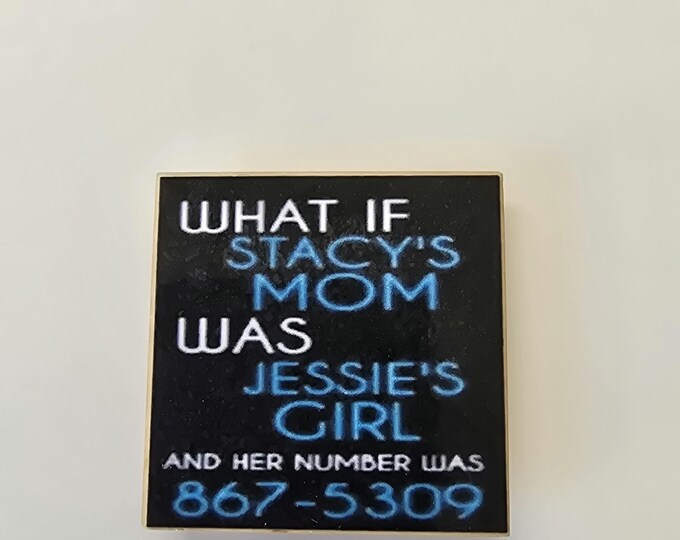 WHAT IF
STACY'S
MOM
WAS
JESSIE'S
GIRL
AND HER NUMBER WAS
867-5309